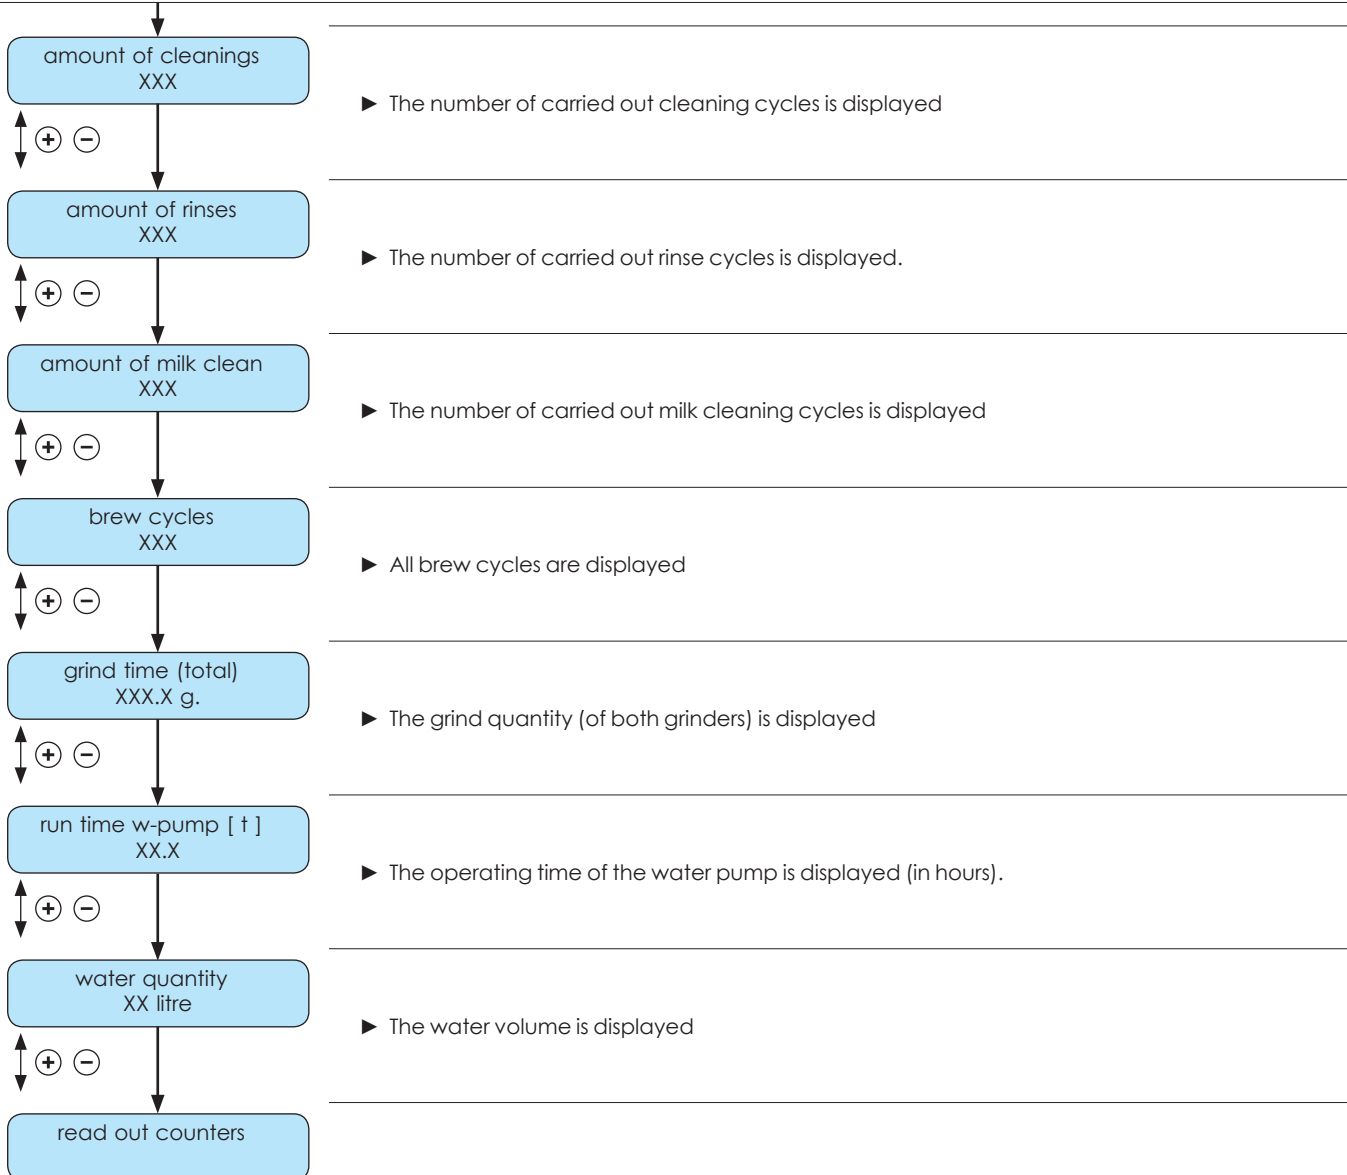 amount of cleanings
XXX
► The number of carried out cleaning cycles is displayed
+ −
amount of rinses
XXX
► The number of carried out rinse cycles is displayed.
+ −
amount of milk clean
XXX
► The number of carried out milk cleaning cycles is displayed
+ −
brew cycles
XXX
► All brew cycles are displayed
+ −
grind time (total)
XXX.X g.
► The grind quantity (of both grinders) is displayed
+ −
run time w-pump [ t ]
XX.X
► The operating time of the water pump is displayed (in hours).
+ −
water quantity
XX litre
► The water volume is displayed
+ −
read out counters